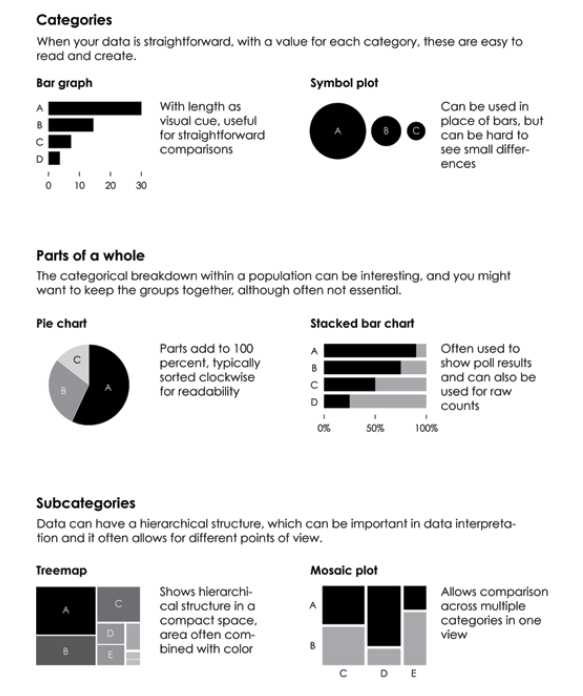 Categories
When your data is straightforward, with a value for each category, these are easy to
read and create.
Bar graph
A
B
C
D
0 10 20 30
With length as
visual cue, useful
for straightforward
comparisons
Symbol plot
A B C
Can be used in
place of bars, but
can be hard to
see small differ-
ences
Parts of a whole
The categorical breakdown within a population can be interesting, and you might
want to keep the groups together, although often not essential.
Pie chart
C
B A
Parts add to 100
percent, typically
sorted clockwise
for readability
Stacked bar chart
A
B
C
D
0% 50% 100%
Often used to
show poll results
and can also be
used for raw
counts
Subcategories
Data can have a hierarchical structure, which can be important in data interpreta-
tion and it often allows for different points of view.
Treemap
A C
D
B E
Shows hierarchi-
cal structure in a
compact space,
area often com-
bined with color
Mosaic plot
A
B
C D E
Allows comparison
across multiple
categories in one
view